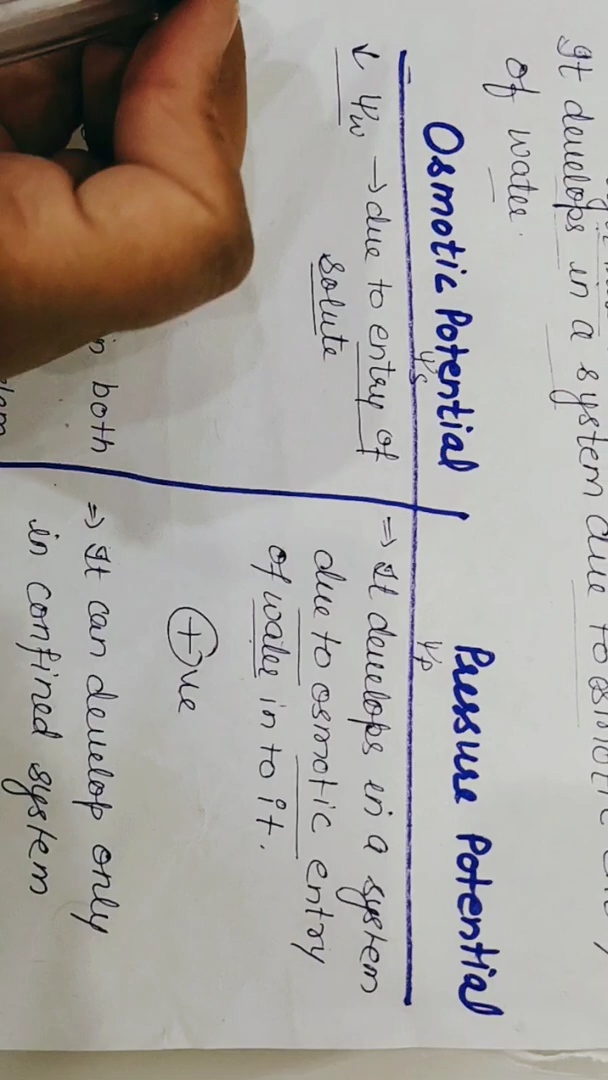 It develops in a system due to
of water.
Osmotic Potential
Ψs
Pressure Potential
Ψp
↓ Ψw → due to entry of
solute
⇒ It develops in a system
due to osmotic entry
of water in to it.
+ve
in both
⇒ It can develop only
in confined system